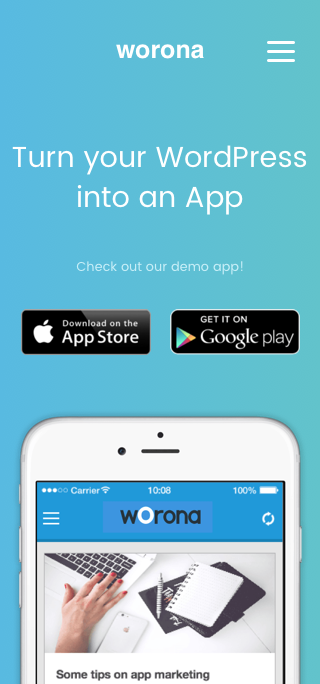 worona
Turn your WordPress
into an App
Check out our demo app!
Download on the
App Store
GET IT ON
Google play
Carrier 10:08 100%
worona
Some tips on app marketing